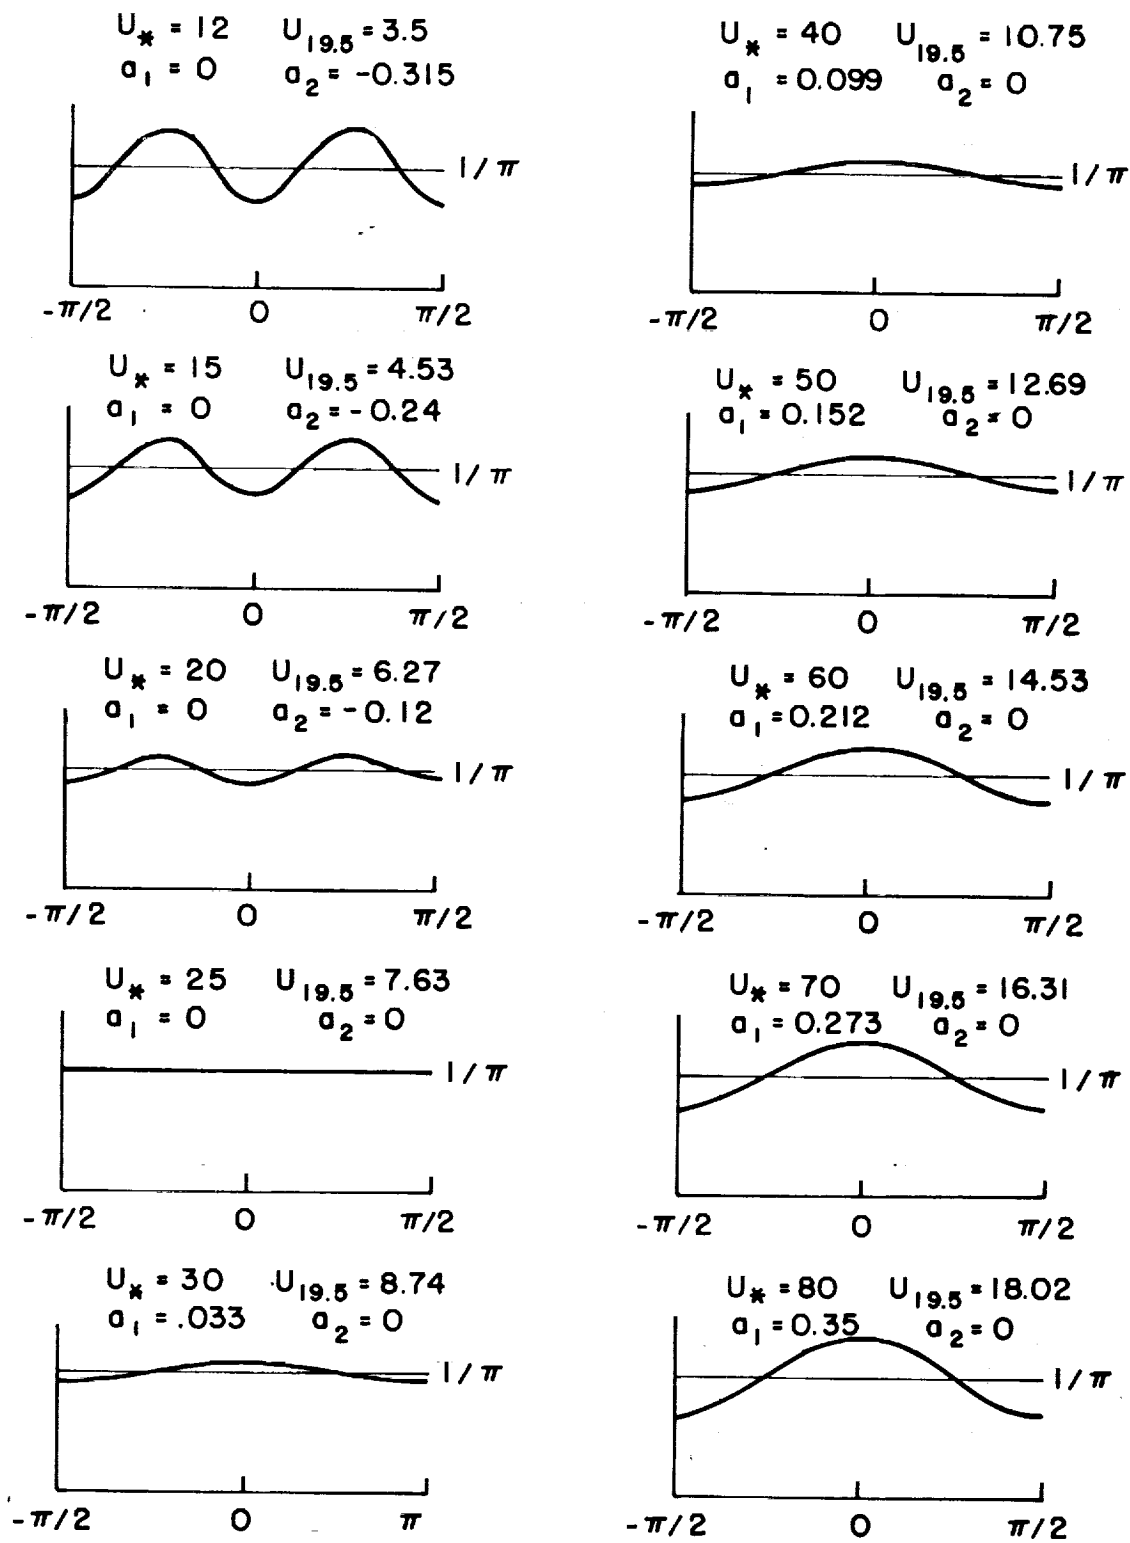 U* = 12 U19.5 = 3.5
a1 = 0 a2 = -0.315
1/π
-π/2 0 π/2
U* = 15 U19.5 = 4.53
a1 = 0 a2 = -0.24
1/π
-π/2 0 π/2
U* = 20 U19.5 = 6.27
a1 = 0 a2 = -0.12
1/π
-π/2 0 π/2
U* = 25 U19.5 = 7.63
a1 = 0 a2 = 0
1/π
-π/2 0 π/2
U* = 30 U19.5 = 8.74
a1 = .033 a2 = 0
1/π
-π/2 0 π
U* = 40 U19.5 = 10.75
a1 = 0.099 a2 = 0
1/π
-π/2 0 π/2
U* = 50 U19.5 = 12.69
a1 = 0.152 a2 = 0
1/π
-π/2 0 π/2
U* = 60 U19.5 = 14.53
a1 = 0.212 a2 = 0
1/π
-π/2 0 π/2
U* = 70 U19.5 = 16.31
a1 = 0.273 a2 = 0
1/π
-π/2 0 π/2
U* = 80 U19.5 = 18.02
a1 = 0.35 a2 = 0
1/π
-π/2 0 π/2